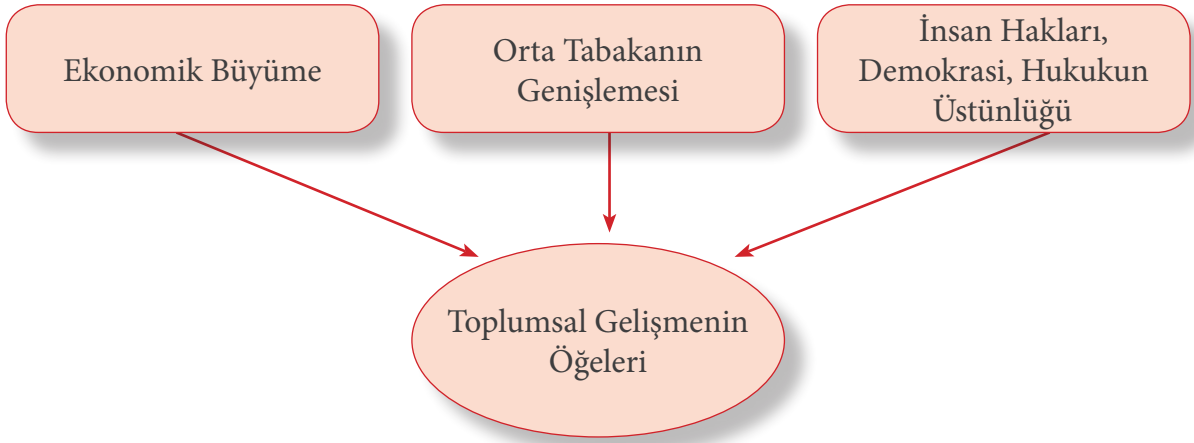 Ekonomik Büyüme
Orta Tabakanın
Genişlemesi
İnsan Hakları,
Demokrasi, Hukukun
Üstünlüğü
Toplumsal Gelişmenin
Öğeleri